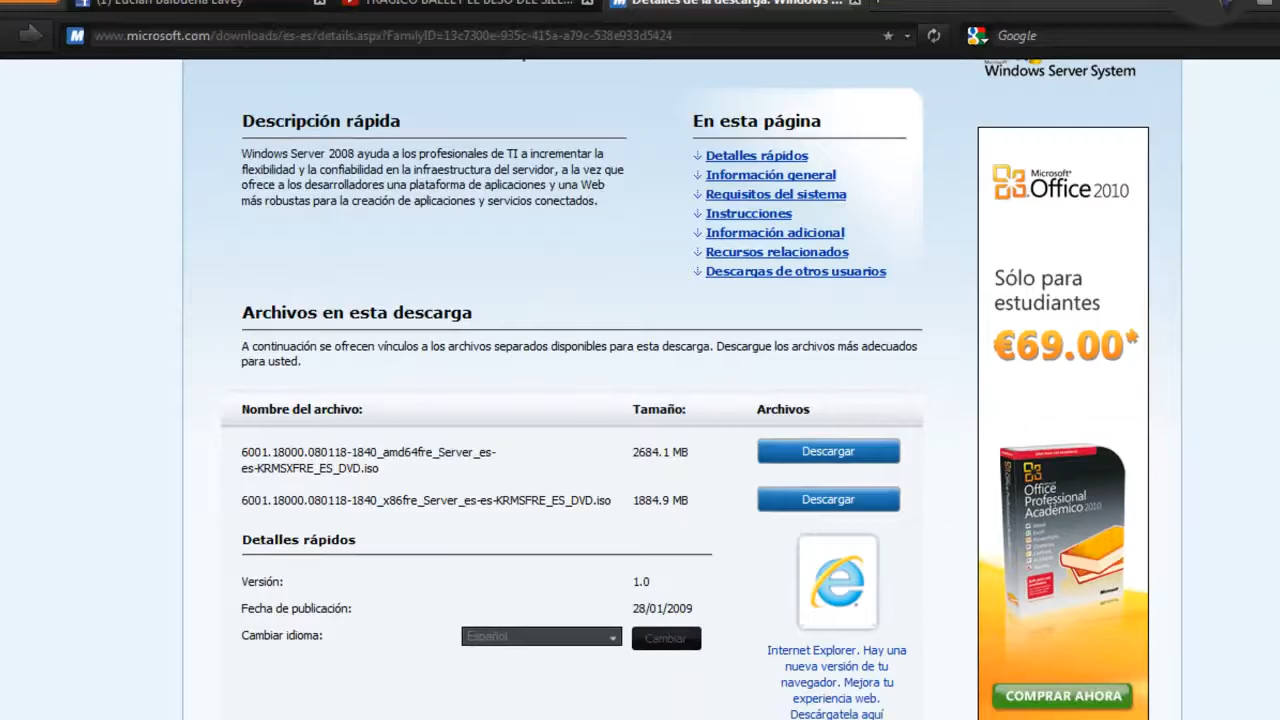 (1) Lucian Balbuena Lavey
TRAGICO BALLET EL BESO DEL SILE...
Detalles de la descarga: Windows ...
www.microsoft.com/downloads/es-es/details.aspx?FamilyID=13c7300e-935c-415a-a79c-538e933d5424
Google
Windows Server System
Descripción rápida
Windows Server 2008 ayuda a los profesionales de TI a incrementar la
flexibilidad y la confiabilidad en la infraestructura del servidor, a la vez que
ofrece a los desarrolladores una plataforma de aplicaciones y una Web
más robustas para la creación de aplicaciones y servicios conectados.
En esta página
Detalles rápidos
Información general
Requisitos del sistema
Instrucciones
Información adicional
Recursos relacionados
Descargas de otros usuarios
Archivos en esta descarga
A continuación se ofrecen vínculos a los archivos separados disponibles para esta descarga. Descargue los archivos más adecuados
para usted.
Nombre del archivo: Tamaño: Archivos
6001.18000.080118-1840_amd64fre_Server_es-
es-KRMSXFRE_ES_DVD.iso
2684.1 MB
Descargar
6001.18000.080118-1840_x86fre_Server_es-es-KRMSFRE_ES_DVD.iso 1884.9 MB Descargar
Detalles rápidos
Versión: 1.0
Fecha de publicación: 28/01/2009
Cambiar idioma: Español Cambiar
Internet Explorer. Hay una
nueva versión de tu
navegador. Mejora tu
experiencia web.
Descárgatela aquí
Microsoft
Office 2010
Sólo para
estudiantes
€69.00*
Office
Professional
Académico 2010
COMPRAR AHORA